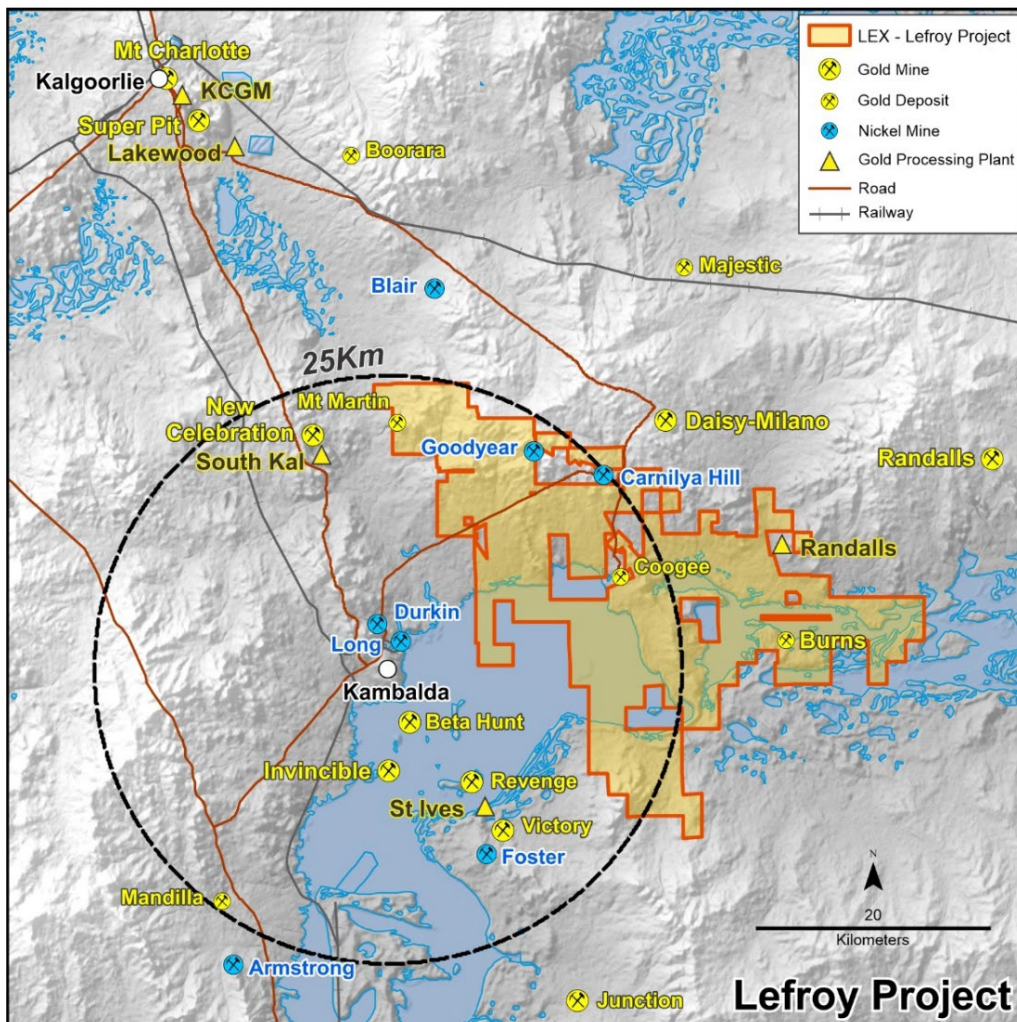 Mt Charlotte
Kalgoorlie
KCGM
Super Pit
Lakewood
Boorara
LEX - Lefroy Project
Gold Mine
Gold Deposit
Nickel Mine
Gold Processing Plant
Road
Railway
Majestic
Blair
25Km
Mt Martin
New
Celebration
South Kal
Goodyear
Daisy-Milano
Carnilya Hill
Randalls
Randalls
Coogee
Durkin
Long
Burns
Kambalda
Beta Hunt
Invincible
Revenge
St Ives
Victory
Foster
Mandilla
Armstrong
Junction
N
20
Kilometers
Lefroy Project